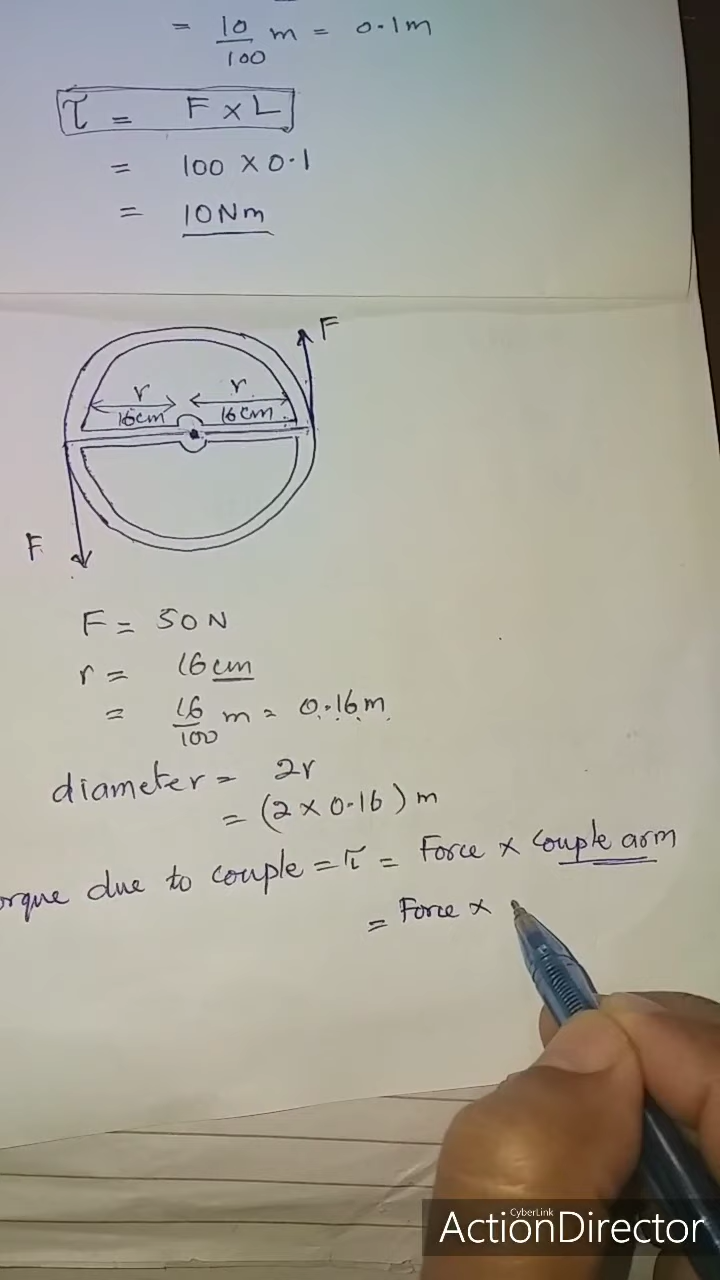 = 10/100 m = 0.1m
τ = F x L
= 100 x 0.1
= 10Nm
F
r r
16cm 16cm
F
F = 50N
r = 16cm
= 16/100 m = 0.16m
diameter = 2r
= (2 x 0.16) m
orque due to couple = τ = Force x Couple arm
= Force x
CyberLink
ActionDirector